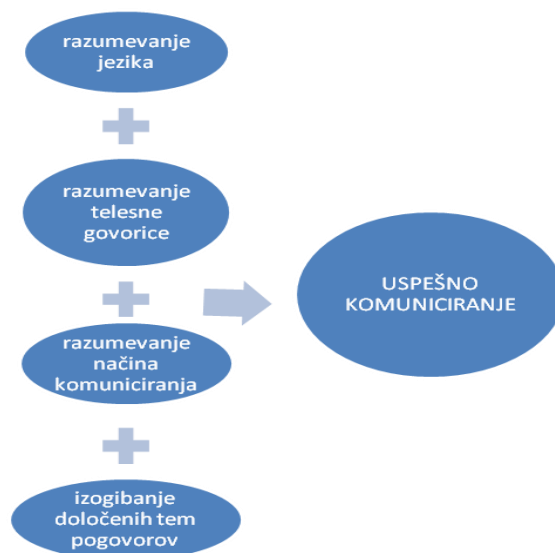 razumevanje
jezika
razumevanje
telesne
govorice
razumevanje
načina
komuniciranja
izogibanje
določenih tem
pogovorov
USPEŠNO
KOMUNICIRANJE